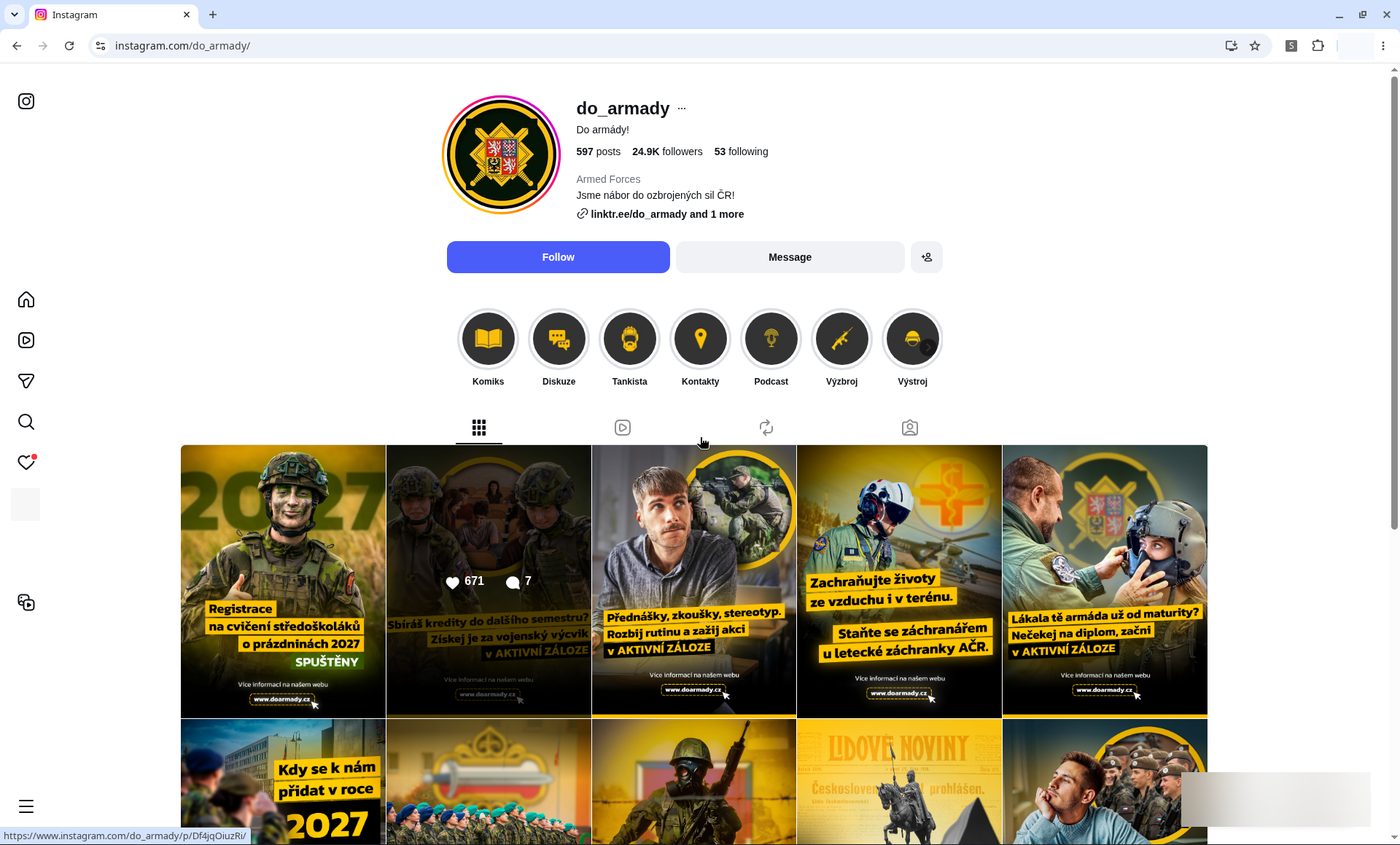 Instagram
instagram.com/do_armady/
S
do_armady ...
Do armády!
597 posts 24.9K followers 53 following
Armed Forces
Jsme nábor do ozbrojených sil ČR!
linktr.ee/do_armady and 1 more
Follow Message
Komiks Diskuze Tankista Kontakty Podcast Výzbroj Výstroj
2027
Registrace
na cvičení středoškoláků
o prázdninách 2027
SPUŠTĚNY
Více informací na našem webu
www.doarmady.cz
671 7
Sbíráš kredity do dalšího semestru?
Získej je za vojenský výcvik
v AKTIVNÍ ZÁLOZE
Více informací na našem webu
www.doarmady.cz
Přednášky, zkoušky, stereotyp.
Rozbij rutinu a zažij akci
v AKTIVNÍ ZÁLOZE
Více informací na našem webu
www.doarmady.cz
Zachraňujte životy
ze vzduchu i v terénu.
Staňte se záchranářem
u letecké záchranky AČR.
Více informací na našem webu
www.doarmady.cz
Lákala tě armáda už od maturity?
Nečekej na diplom, začni
v AKTIVNÍ ZÁLOZE
Více informací na našem webu
www.doarmady.cz
Kdy se k nám
přidat v roce
2027
LIDOVÉ NOVINY
prohlášen.
https://www.instagram.com/do_armady/p/Df4jqOiuzRi/